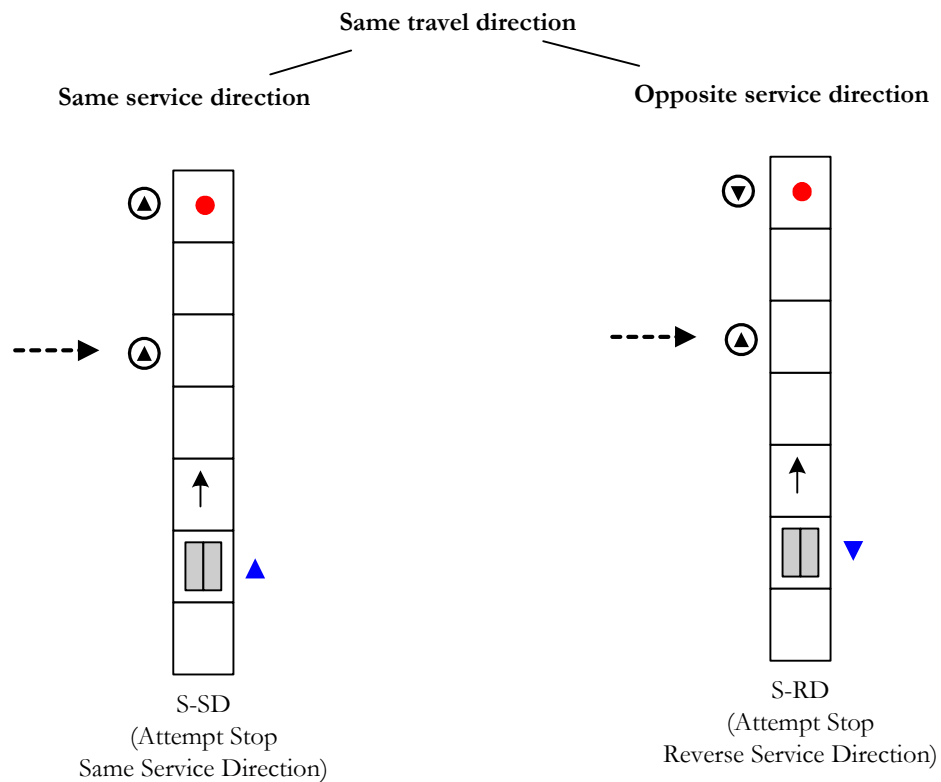 Same travel direction
Same service direction
Opposite service direction
S-SD
(Attempt Stop
Same Service Direction)
S-RD
(Attempt Stop
Reverse Service Direction)